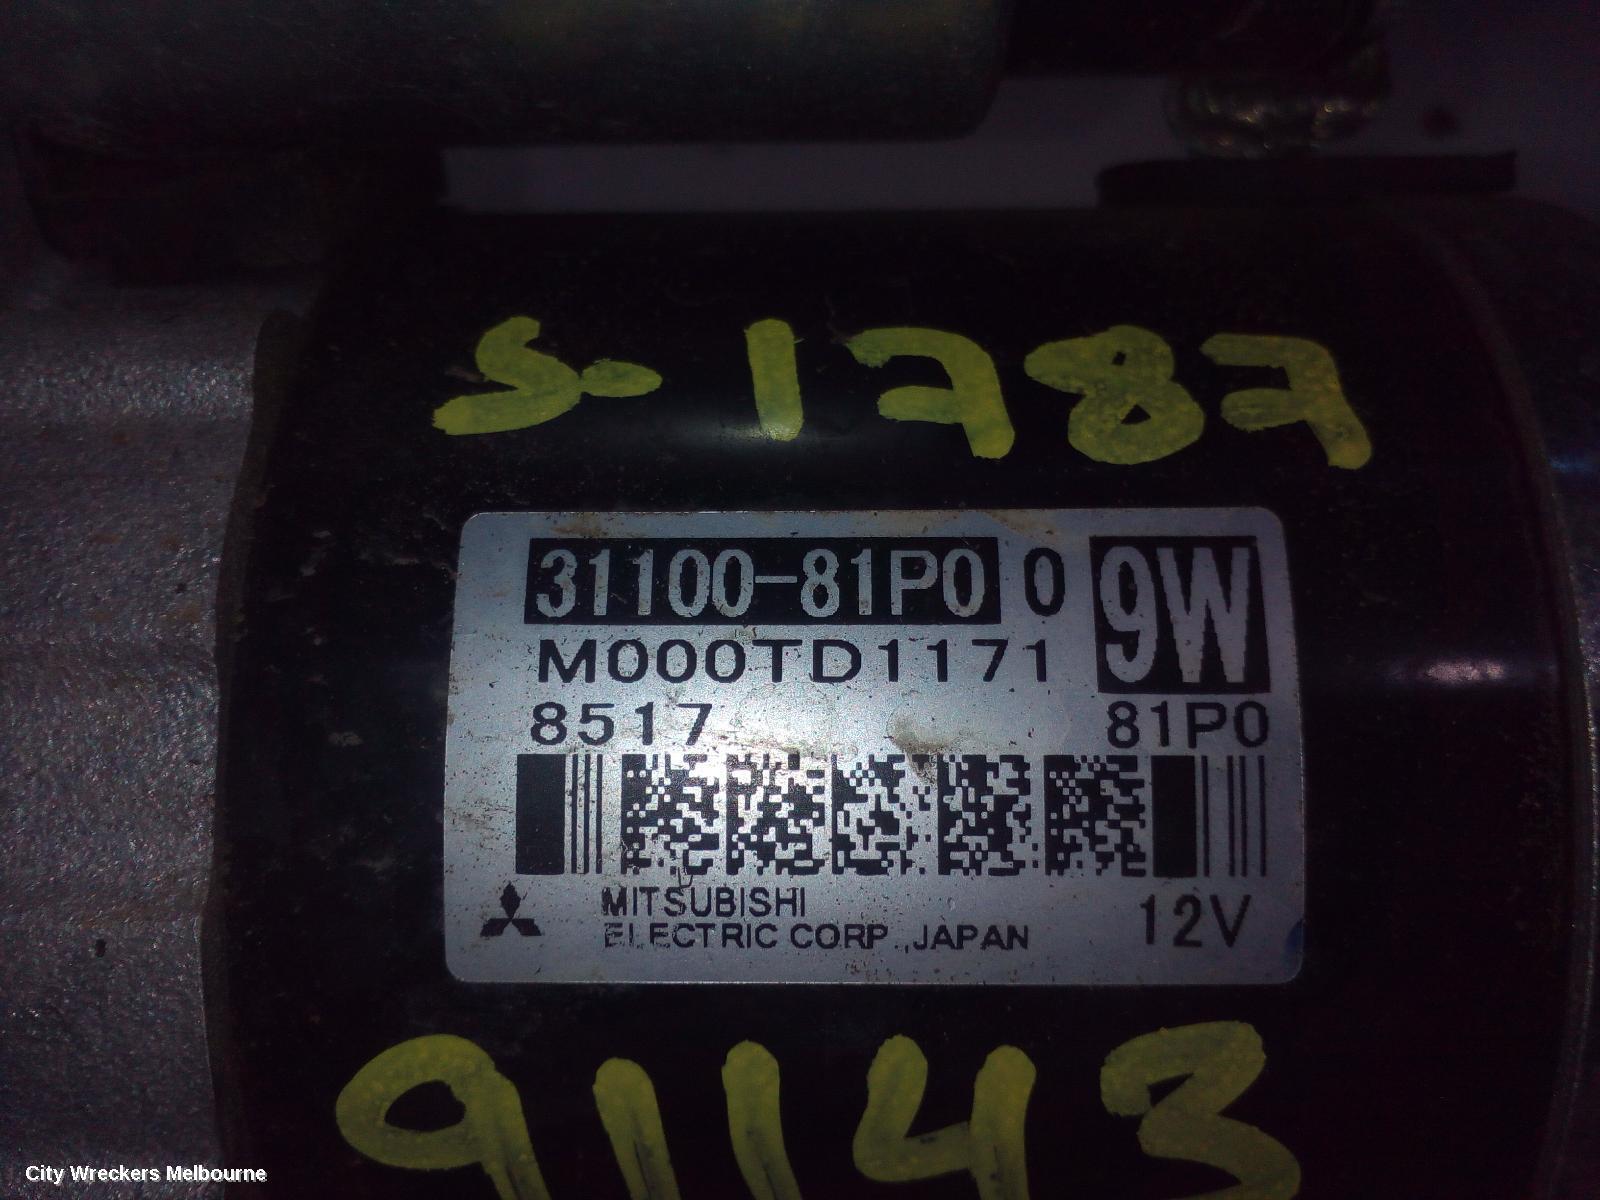 S-1787
31100-81P0 0 9W
M000TD1171
8517 81P0
MITSUBISHI
ELECTRIC CORP. JAPAN 12V
91143
City Wreckers Melbourne